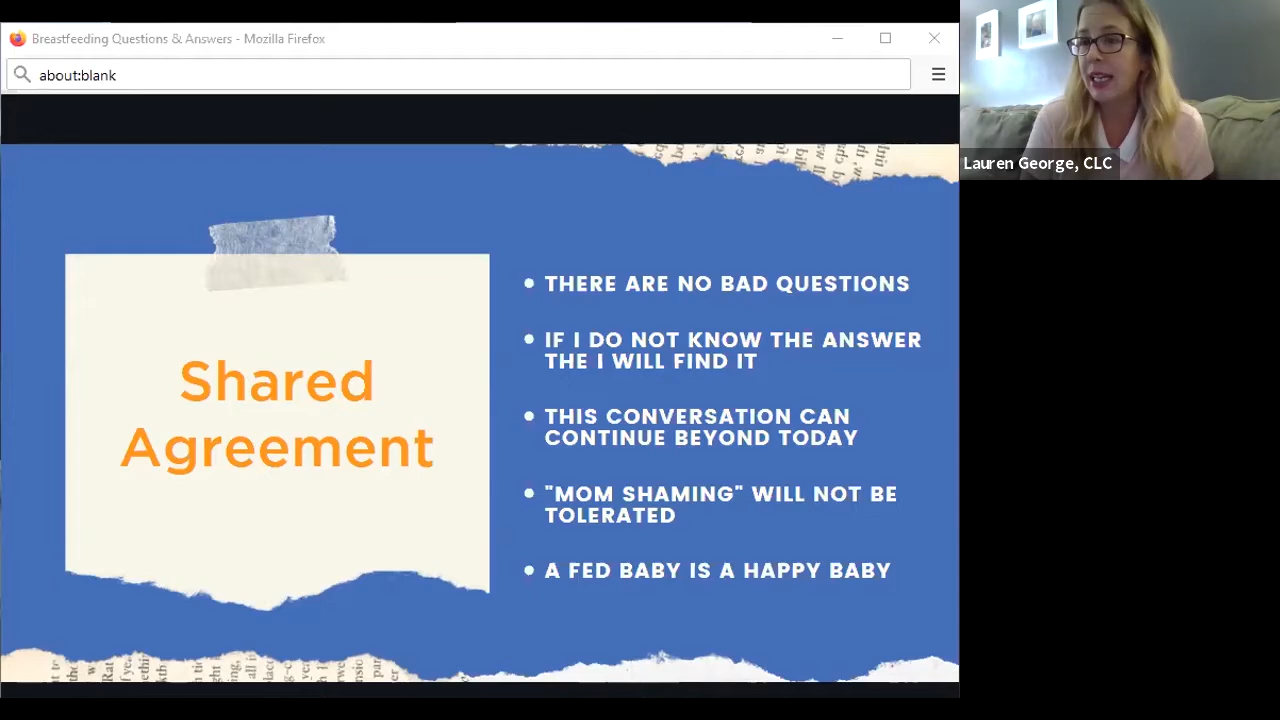 Breastfeeding Questions & Answers - Mozilla Firefox
about:blank
Lauren George, CLC
Shared
Agreement
THERE ARE NO BAD QUESTIONS
IF I DO NOT KNOW THE ANSWER
THE I WILL FIND IT
THIS CONVERSATION CAN
CONTINUE BEYOND TODAY
"MOM SHAMING" WILL NOT BE
TOLERATED
A FED BABY IS A HAPPY BABY